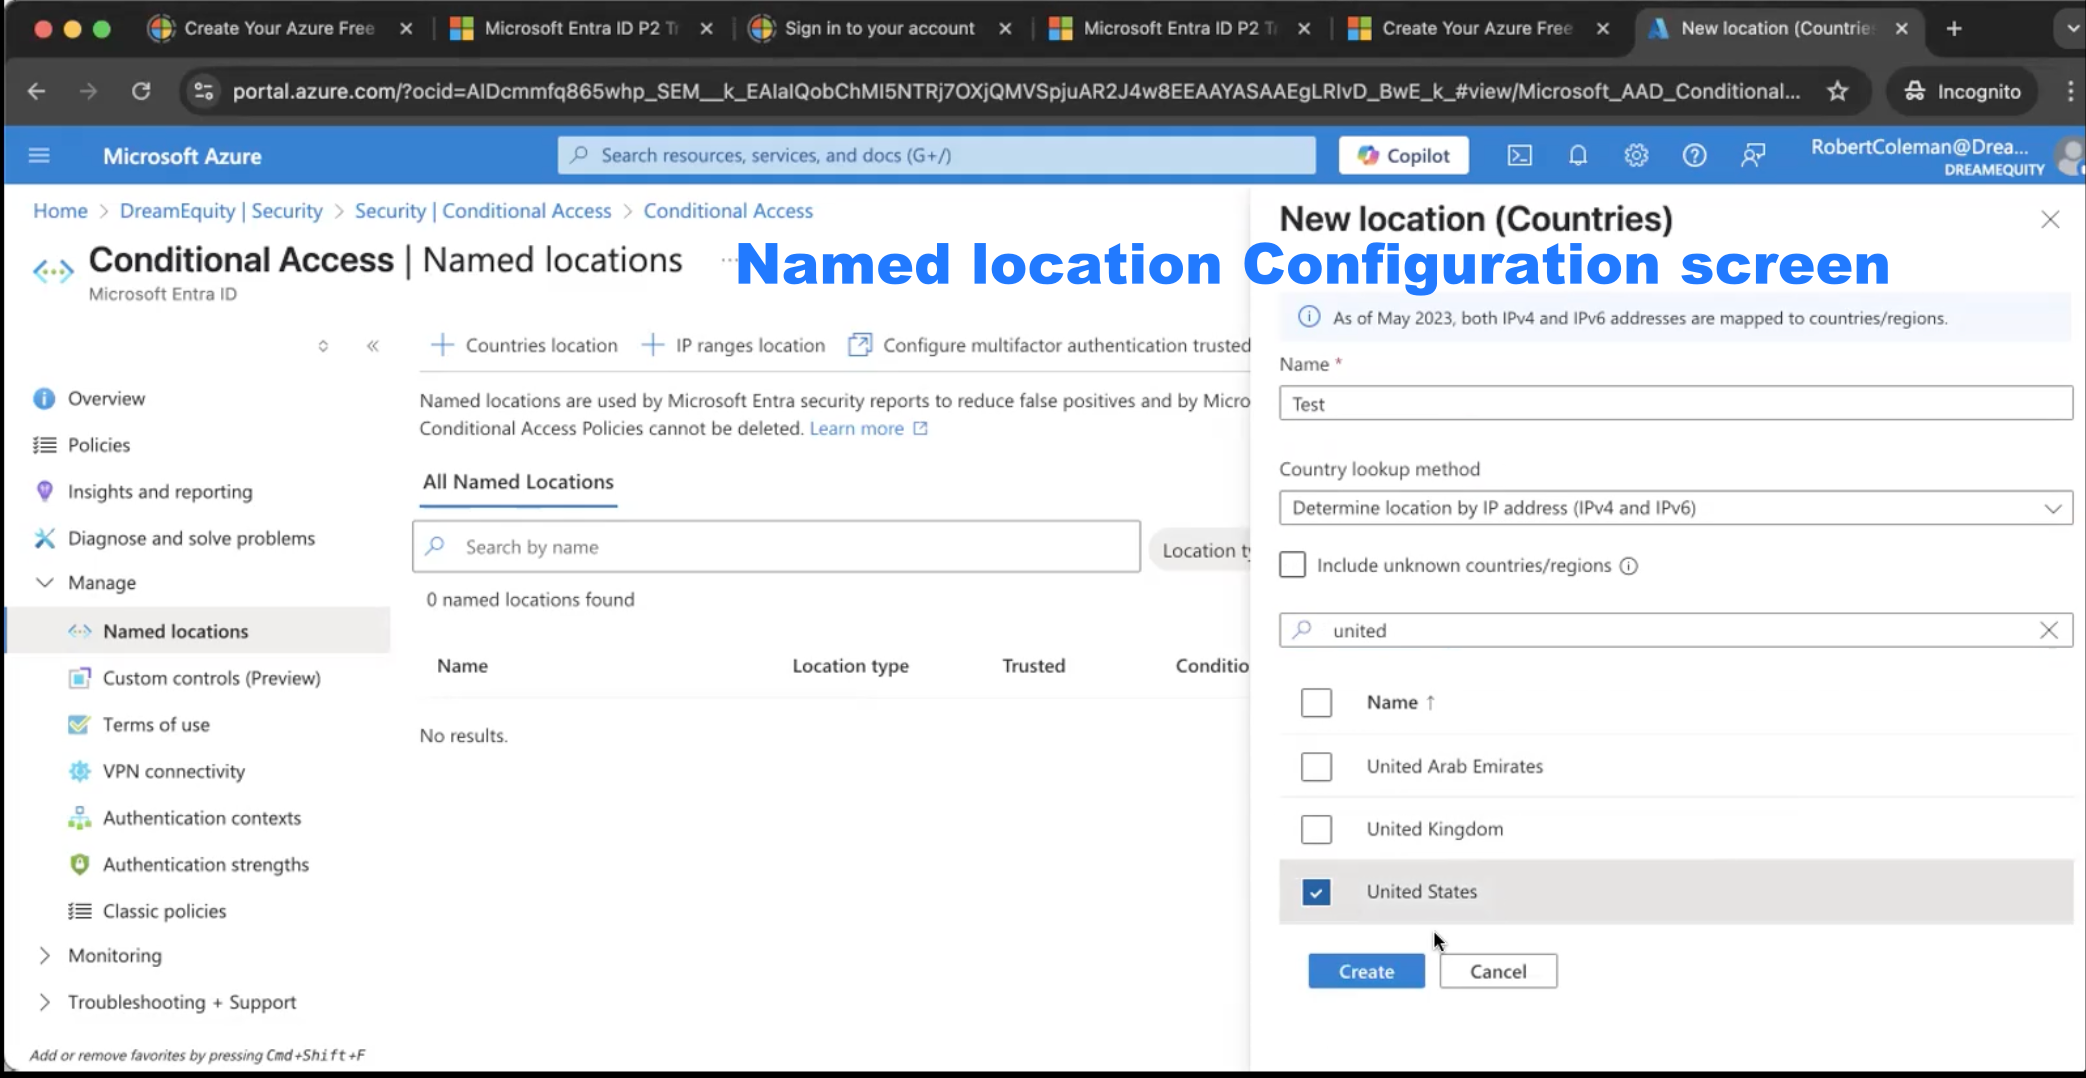 Create Your Azure Free
Microsoft Entra ID P2 Tr
Sign in to your account
Microsoft Entra ID P2 Tr
Create Your Azure Free
New location (Countrie
portal.azure.com/?ocid=AIDcmmfq865whp_SEM__k_EAIaIQobChMI5NTRj7OXjQMVSpjuAR2J4w8EEAAYASAAEgLRIvD_BwE_k_#view/Microsoft_AAD_Conditional...
Incognito
Microsoft Azure
Search resources, services, and docs (G+/)
Copilot
RobertColeman@Drea...
DREAMEQUITY
Home > DreamEquity | Security > Security | Conditional Access > Conditional Access
Conditional Access | Named locations ...
Microsoft Entra ID
Named location Configuration screen
Overview
Policies
Insights and reporting
Diagnose and solve problems
Manage
Named locations
Custom controls (Preview)
Terms of use
VPN connectivity
Authentication contexts
Authentication strengths
Classic policies
Monitoring
Troubleshooting + Support
Add or remove favorites by pressing Cmd+Shift+F
+ Countries location + IP ranges location Configure multifactor authentication trusted
Named locations are used by Microsoft Entra security reports to reduce false positives and by Micro
Conditional Access Policies cannot be deleted. Learn more
All Named Locations
Search by name
Location ty
0 named locations found
Name Location type Trusted Conditio
No results.
New location (Countries)
As of May 2023, both IPv4 and IPv6 addresses are mapped to countries/regions.
Name *
Test
Country lookup method
Determine location by IP address (IPv4 and IPv6)
Include unknown countries/regions
united
Name ↑
United Arab Emirates
United Kingdom
United States
Create
Cancel